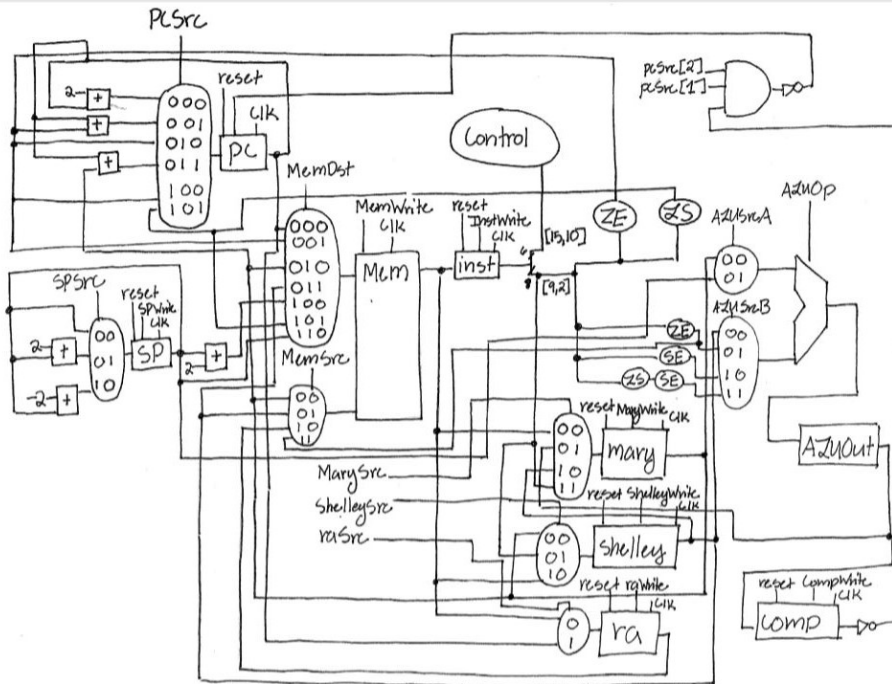 PCSrc
reset
Clk
PC
2
+
+
+
000
001
010
011
100
101
pcSrc[2]
pcSrc[1]
Control
MemDst
000
001
010
011
100
101
110
MemWrite
Clk
Mem
reset
InstWrite
Clk
inst
6
[15,10]
8
[9,2]
ZE
ZS
ALUSrcA
00
01
ALUOp
ALUSrcB
00
01
10
11
ZE
SE
ZS
SE
SPSrc
00
01
10
2
+
-2
+
reset
SPWrite
Clk
SP
2
+
MemSrc
00
01
10
11
MarySrc
ShelleySrc
raSrc
00
01
10
11
reset MaryWrite
Clk
mary
00
01
10
reset ShelleyWrite
Clk
Shelley
0
1
reset raWrite
Clk
ra
ALUOut
reset CompWrite
Clk
Comp